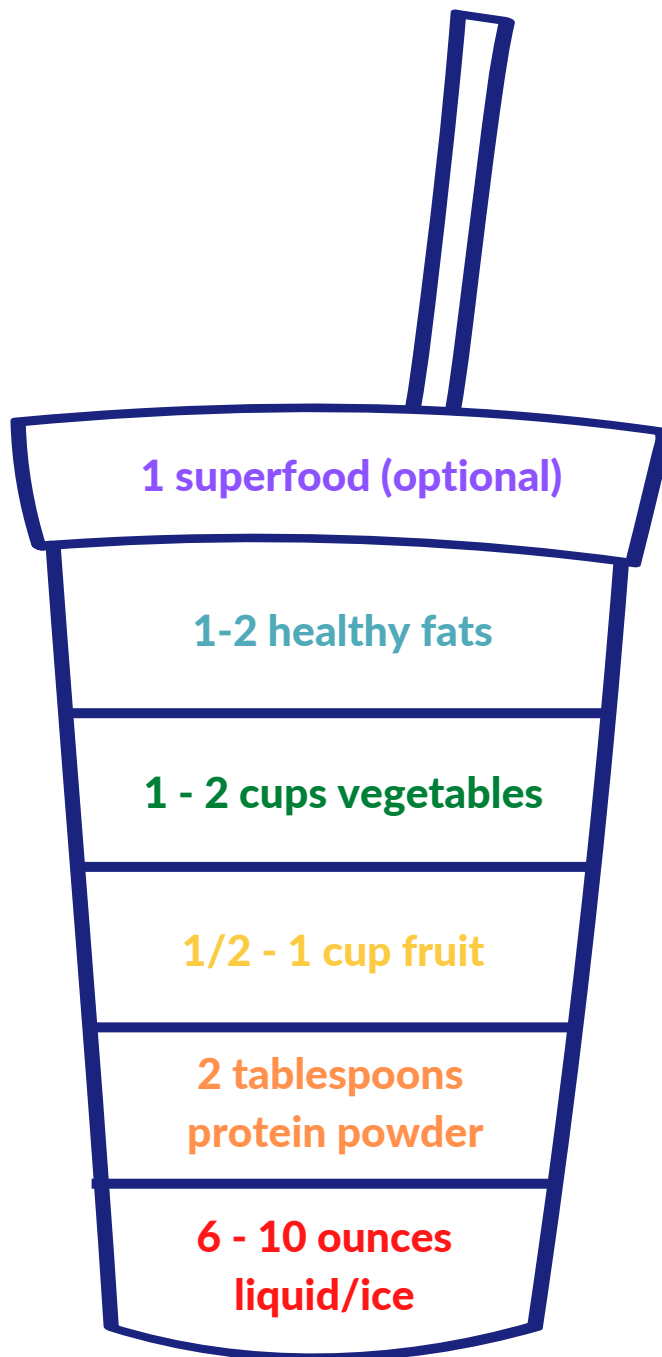 1 superfood (optional)
1-2 healthy fats
1 - 2 cups vegetables
1/2 - 1 cup fruit
2 tablespoons
protein powder
6 - 10 ounces
liquid/ice